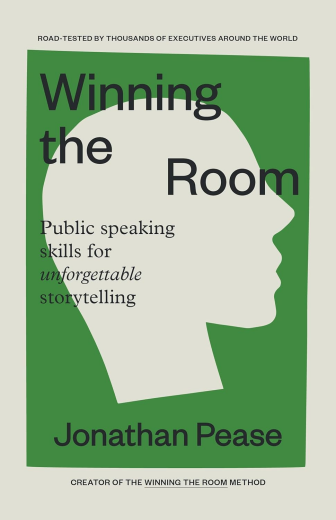 ROAD-TESTED BY THOUSANDS OF EXECUTIVES AROUND THE WORLD
Winning
the
Room
Public speaking
skills for
unforgettable
storytelling
Jonathan Pease
CREATOR OF THE WINNING THE ROOM METHOD